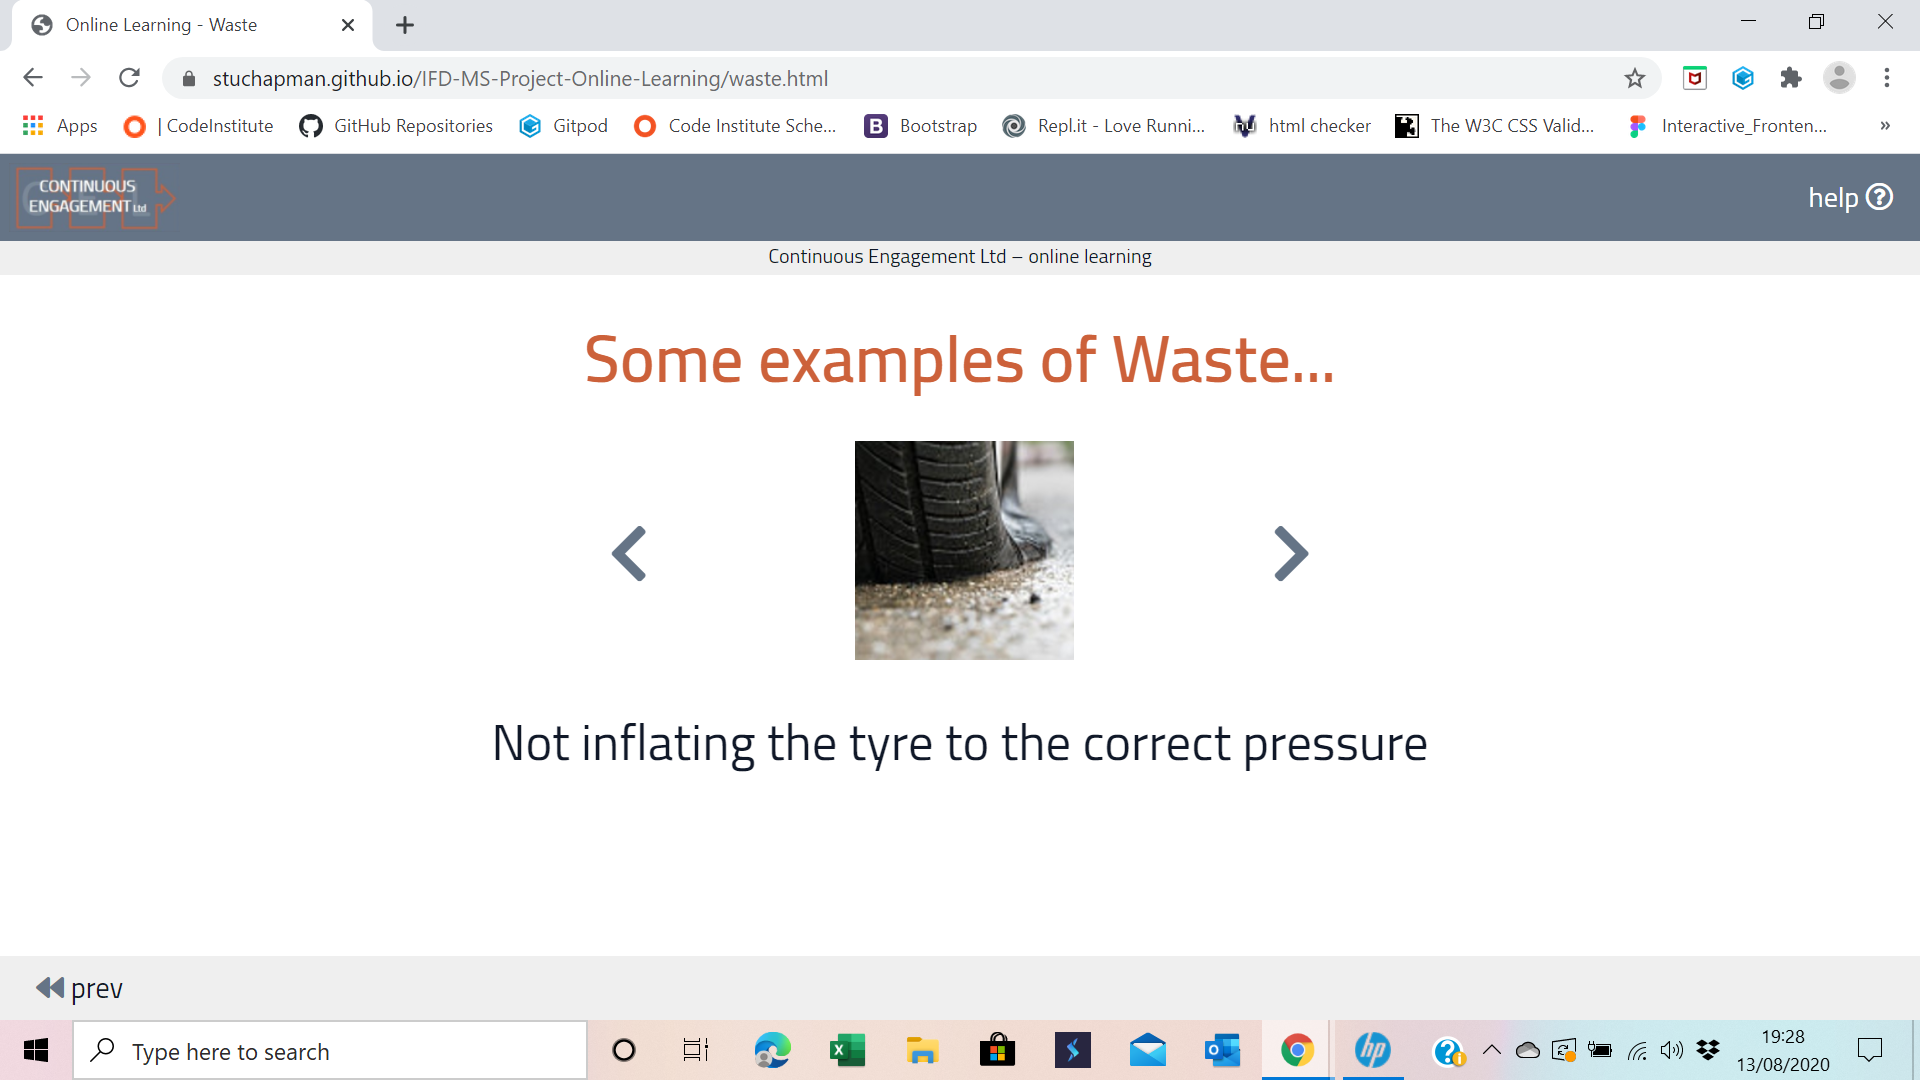 Online Learning - Waste
stuchapman.github.io/IFD-MS-Project-Online-Learning/waste.html
Apps
| CodeInstitute
GitHub Repositories
Gitpod
Code Institute Sche...
B Bootstrap
Repl.it - Love Runni...
html checker
The W3C CSS Valid...
Interactive_Fronten...
»
CONTINUOUS
ENGAGEMENT Ltd
help ?
Continuous Engagement Ltd – online learning
Some examples of Waste...
Not inflating the tyre to the correct pressure
prev
Type here to search
hp
19:28
13/08/2020